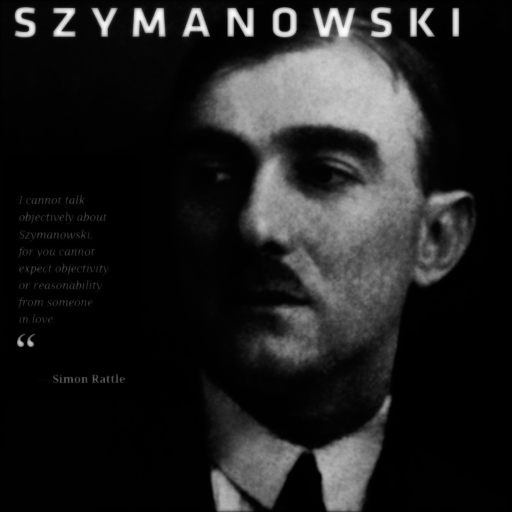 SZYMANOWSKI
I cannot talk
objectively about
Szymanowski,
for you cannot
expect objectivity
or reasonability
from someone
in love
“
Simon Rattle